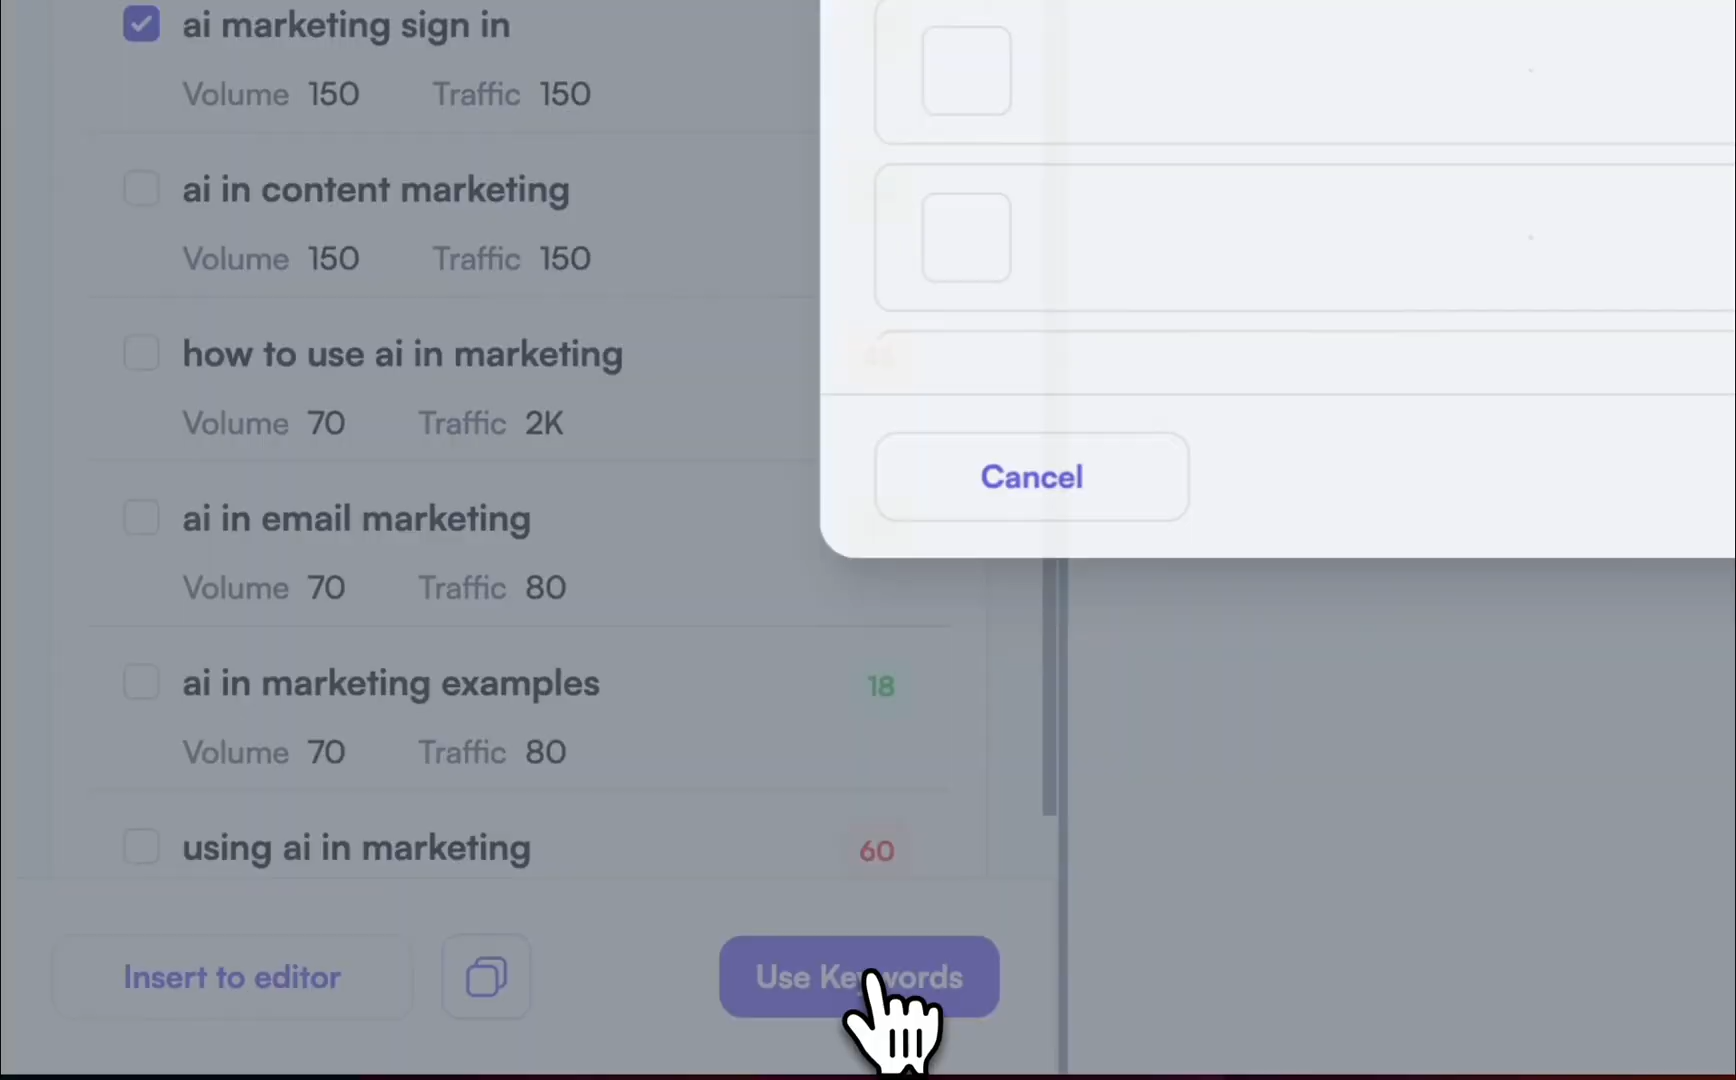 ai marketing sign in
Volume 150 Traffic 150
ai in content marketing
Volume 150 Traffic 150
how to use ai in marketing
Volume 70 Traffic 2K
ai in email marketing
Volume 70 Traffic 80
ai in marketing examples 18
Volume 70 Traffic 80
using ai in marketing 60
Insert to editor
Use Keywords
Cancel